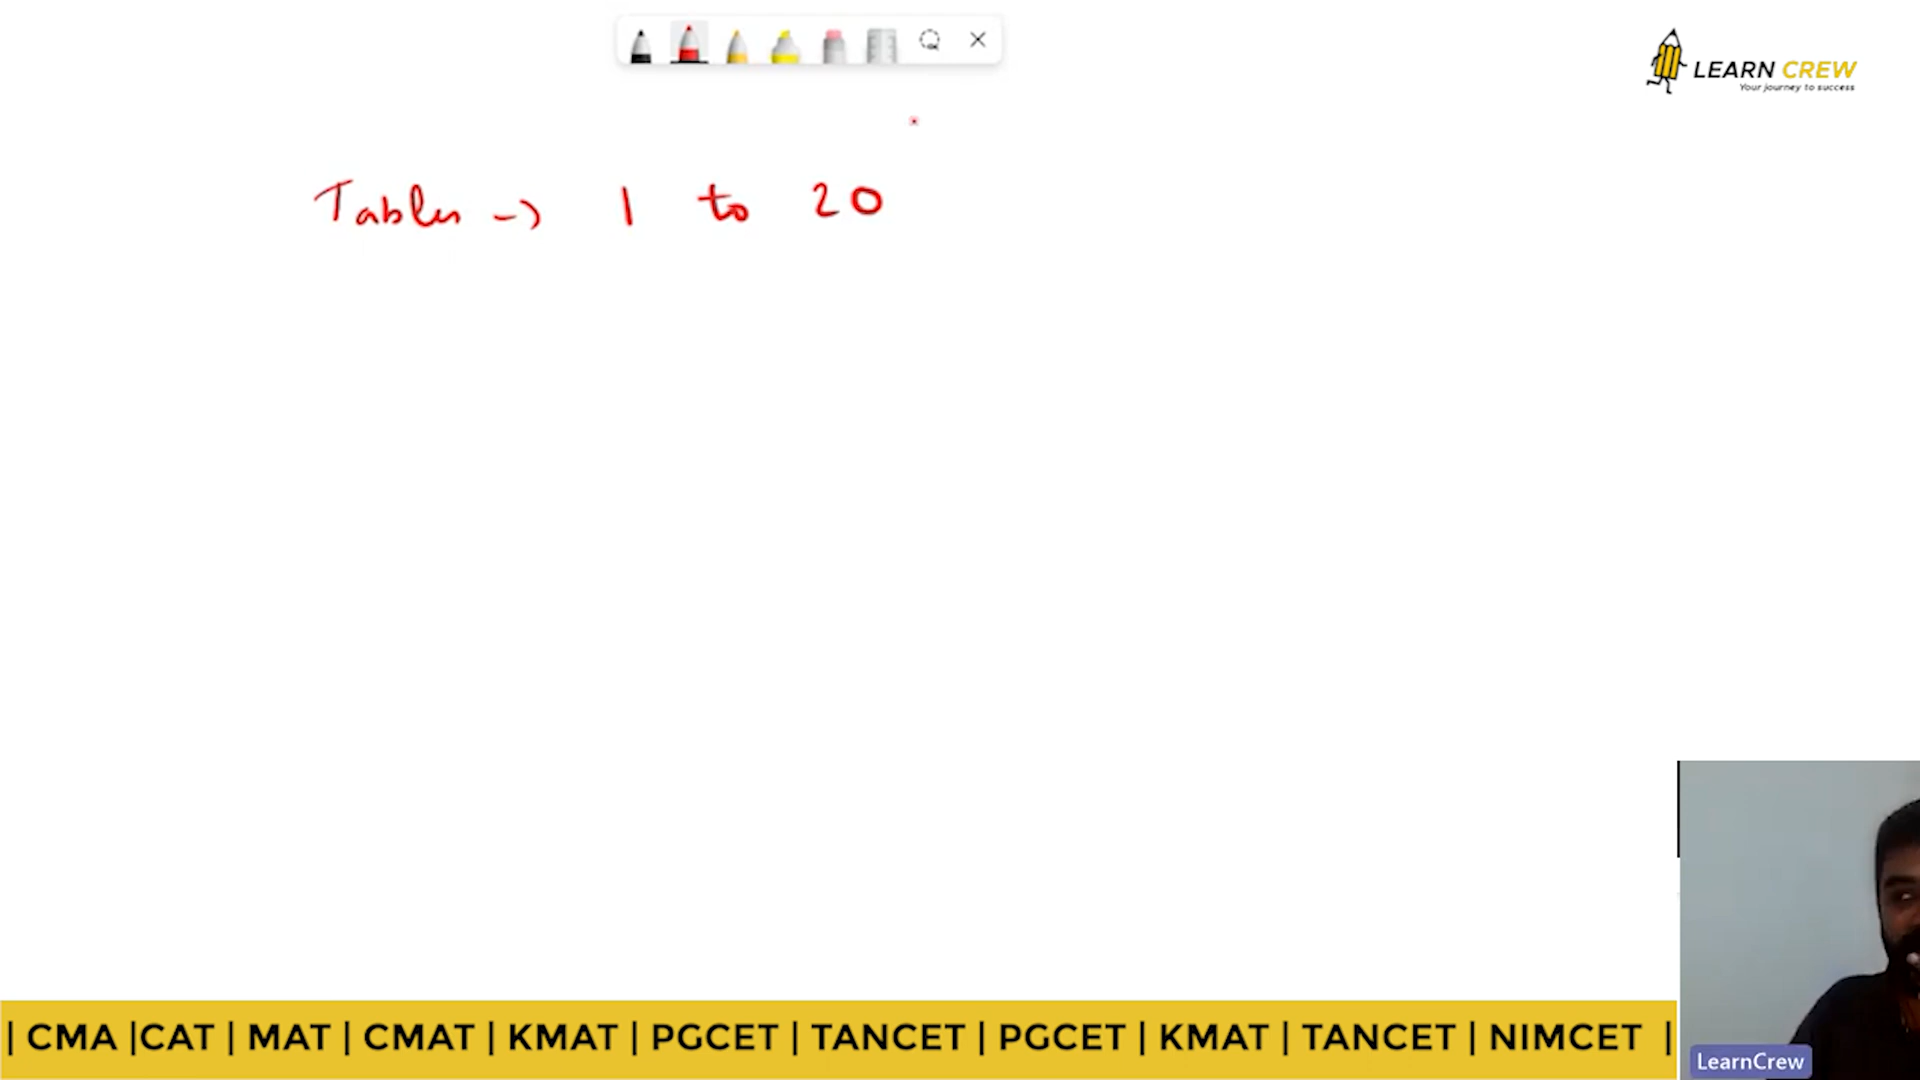 LEARN CREW
Your journey to success
Tables -> 1 to 20
| CMA |CAT | MAT | CMAT | KMAT | PGCET | TANCET | PGCET | KMAT | TANCET | NIMCET |
LearnCrew